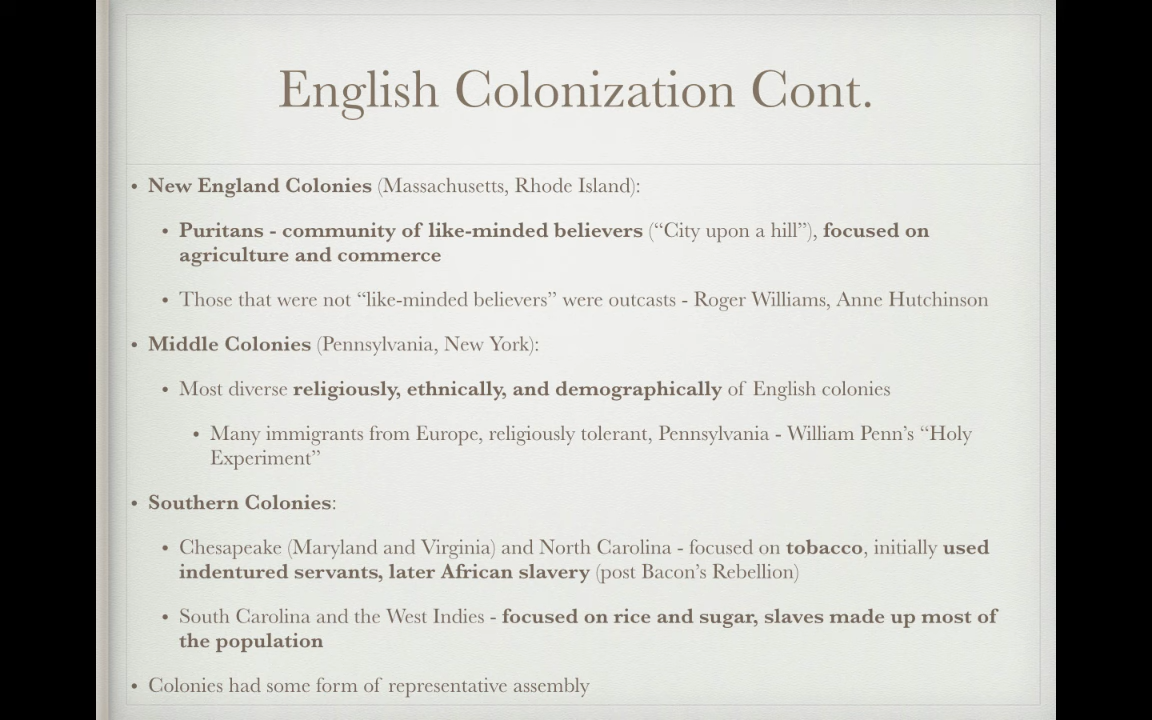 English Colonization Cont.
• New England Colonies (Massachusetts, Rhode Island):
• Puritans - community of like-minded believers (“City upon a hill”), focused on
agriculture and commerce
• Those that were not “like-minded believers” were outcasts - Roger Williams, Anne Hutchinson
• Middle Colonies (Pennsylvania, New York):
• Most diverse religiously, ethnically, and demographically of English colonies
• Many immigrants from Europe, religiously tolerant, Pennsylvania - William Penn’s “Holy
Experiment”
• Southern Colonies:
• Chesapeake (Maryland and Virginia) and North Carolina - focused on tobacco, initially used
indentured servants, later African slavery (post Bacon’s Rebellion)
• South Carolina and the West Indies - focused on rice and sugar, slaves made up most of
the population
• Colonies had some form of representative assembly